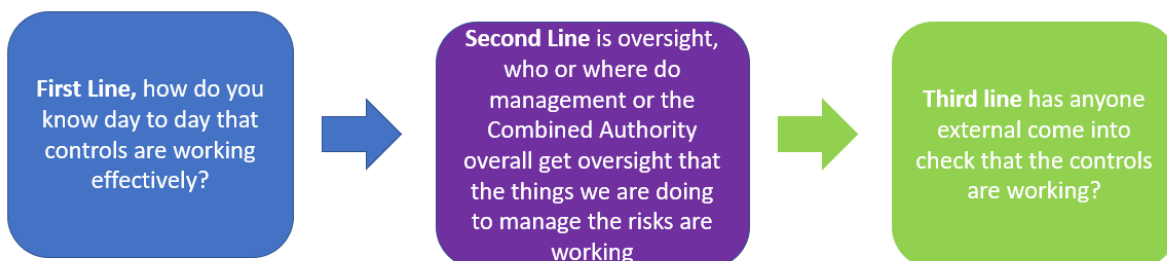 First Line, how do you
know day to day that
controls are working
effectively?
Second Line is oversight,
who or where do
management or the
Combined Authority
overall get oversight that
the things we are doing
to manage the risks are
working
Third line has anyone
external come into
check that the controls
are working?